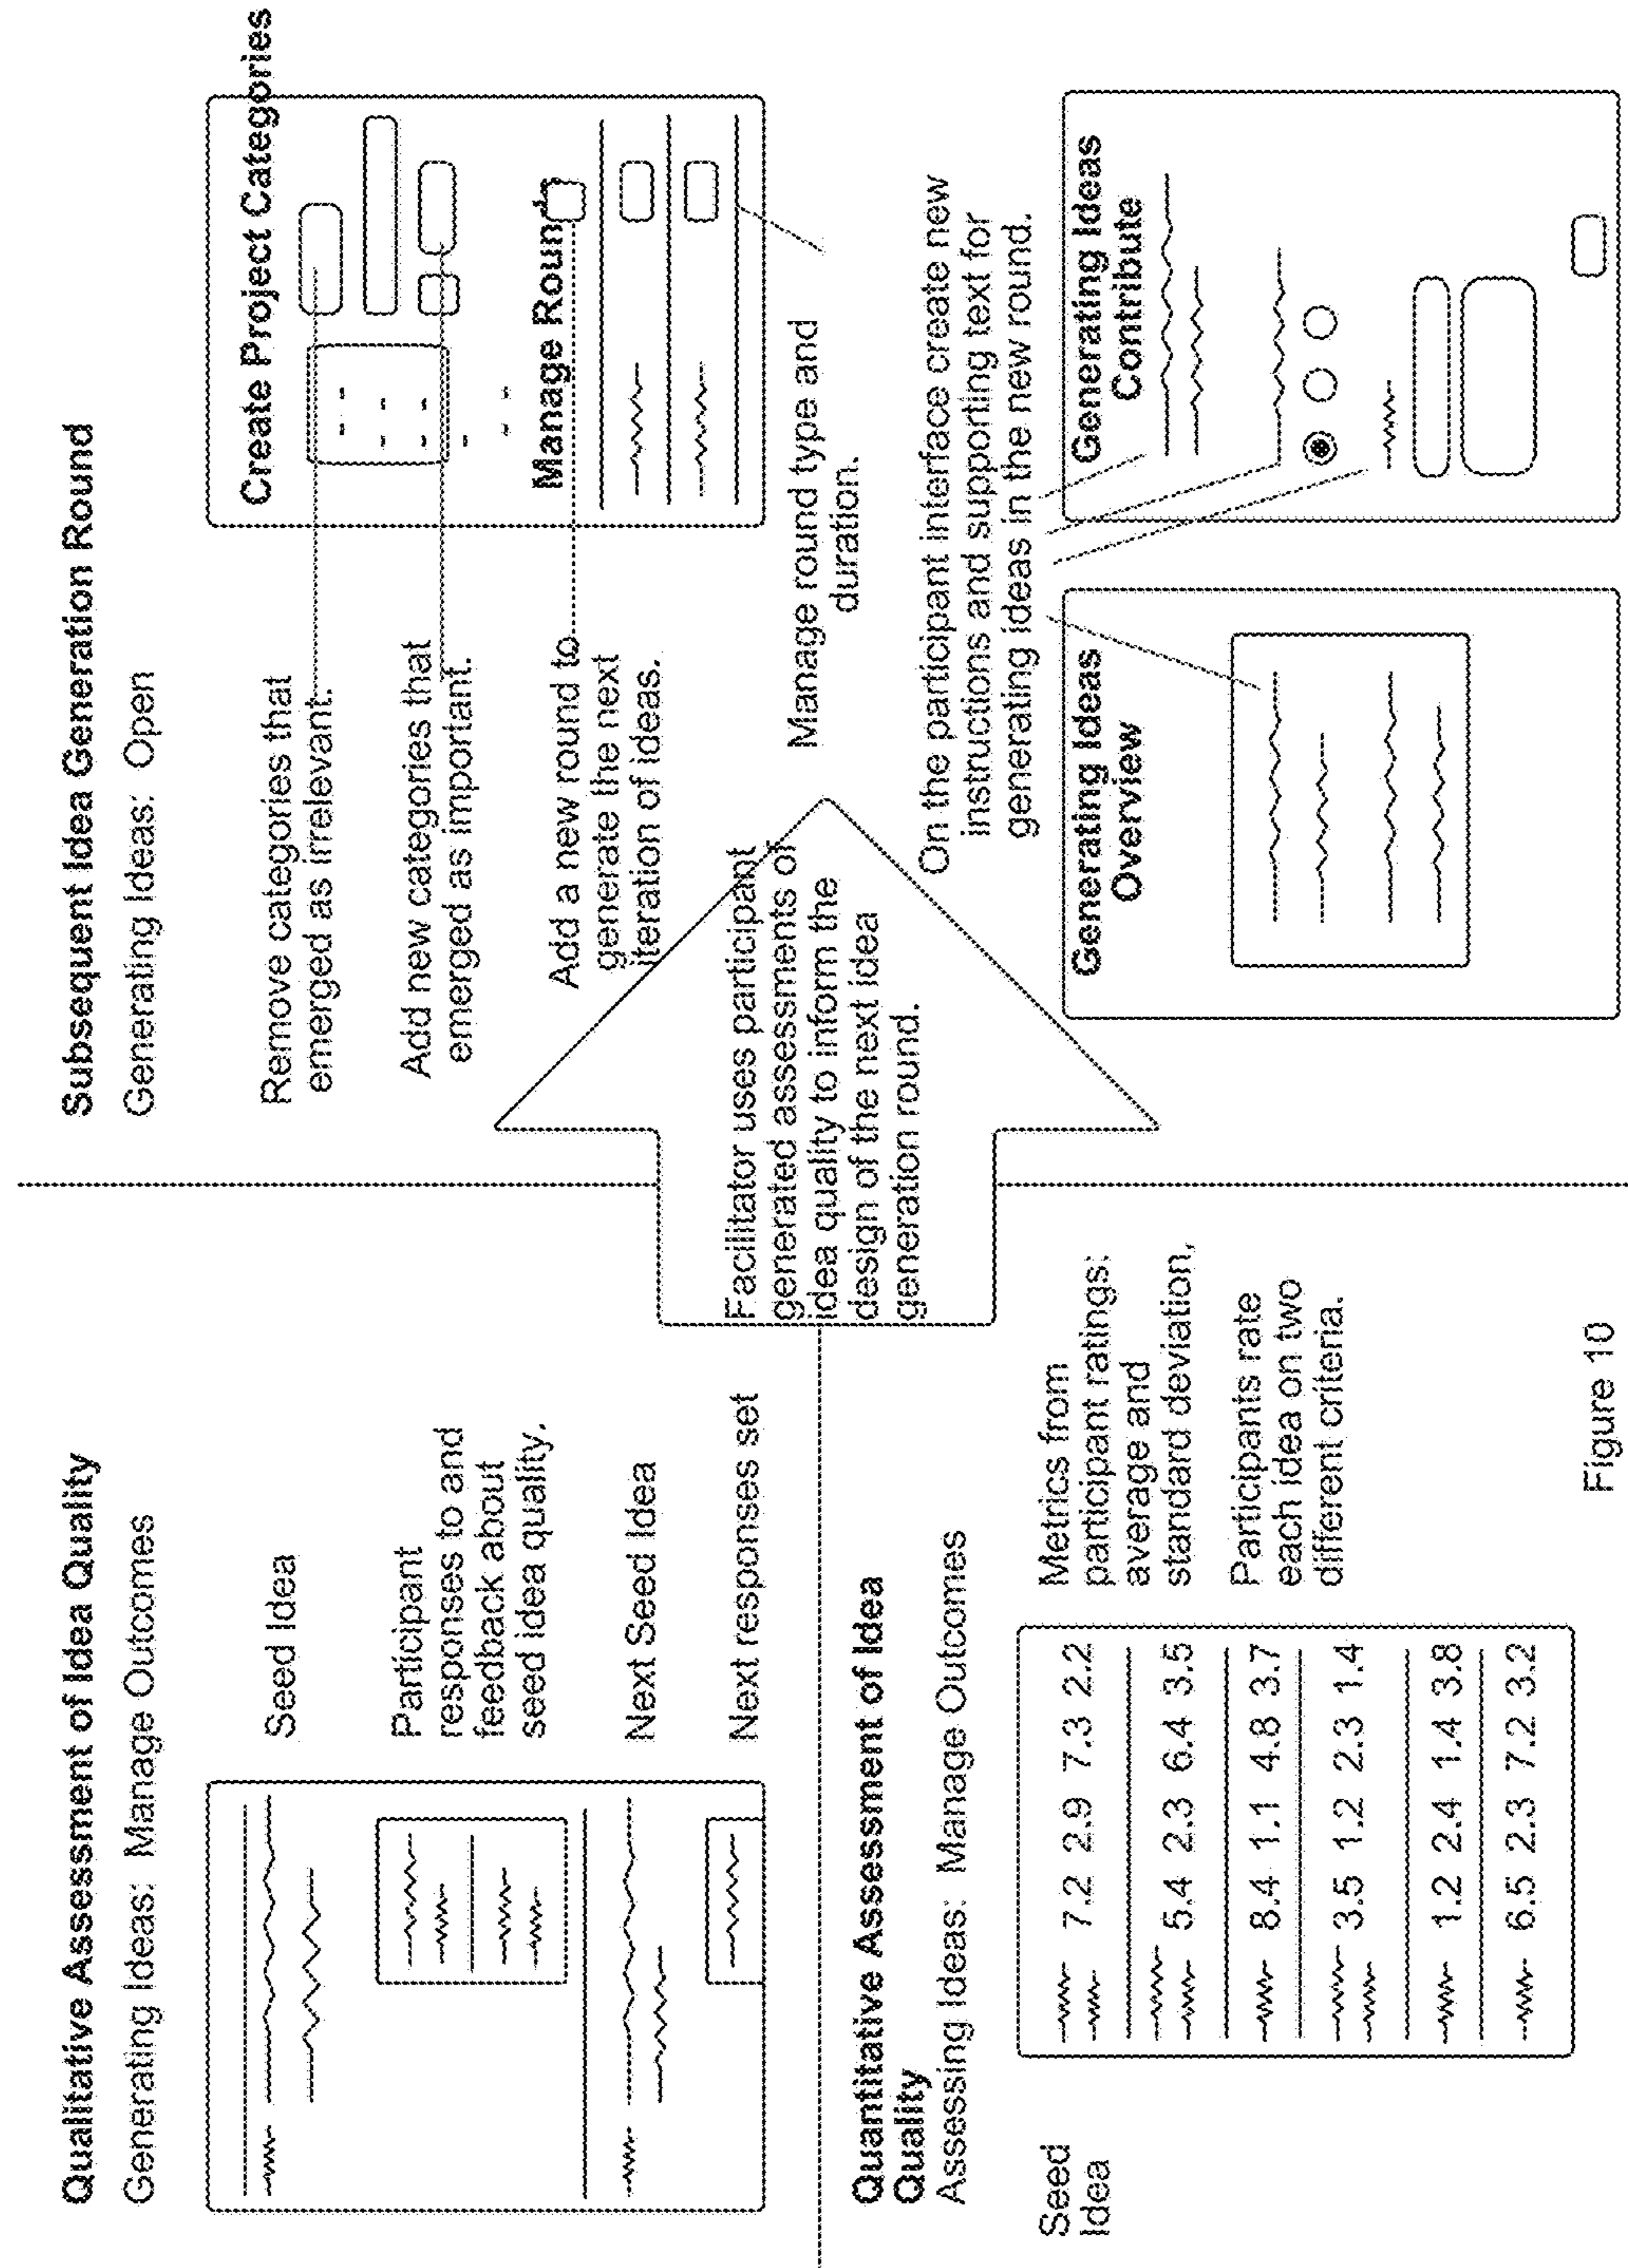 Qualitative Assessment of Idea Quality
Generating Ideas: Manage Outcomes
Seed Idea
Participant
responses to and
feedback about
seed idea quality.
Next Seed Idea
Next responses set
Quantitative Assessment of Idea
Quality
Assessing Ideas: Manage Outcomes
Seed
Idea
7.2 2.9 7.3 2.2
5.4 2.3 6.4 3.5
8.4 1.1 4.8 3.7
3.5 1.2 2.3 1.4
1.2 2.4 1.4 3.8
6.5 2.3 7.2 3.2
Metrics from
participant ratings:
average and
standard deviation.
Participants rate
each idea on two
different criteria.
Facilitator uses participant
generated assessments of
idea quality to inform the
design of the next idea
generation round.
Subsequent Idea Generation Round
Generating Ideas: Open
Remove categories that
emerged as irrelevant.
Add new categories that
emerged as important.
Add a new round to
generate the next
iteration of ideas.
Create Project Categories
Manage Rounds
Manage round type and
duration.
On the participant interface create new
instructions and supporting text for
generating ideas in the new round.
Generating Ideas
Overview
Generating Ideas
Contribute
Figure 10